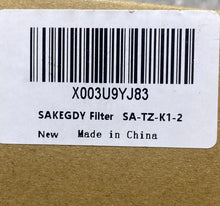 X003U9YJ83
SAKEGDY Filter SA-TZ-K1-2
New Made in China